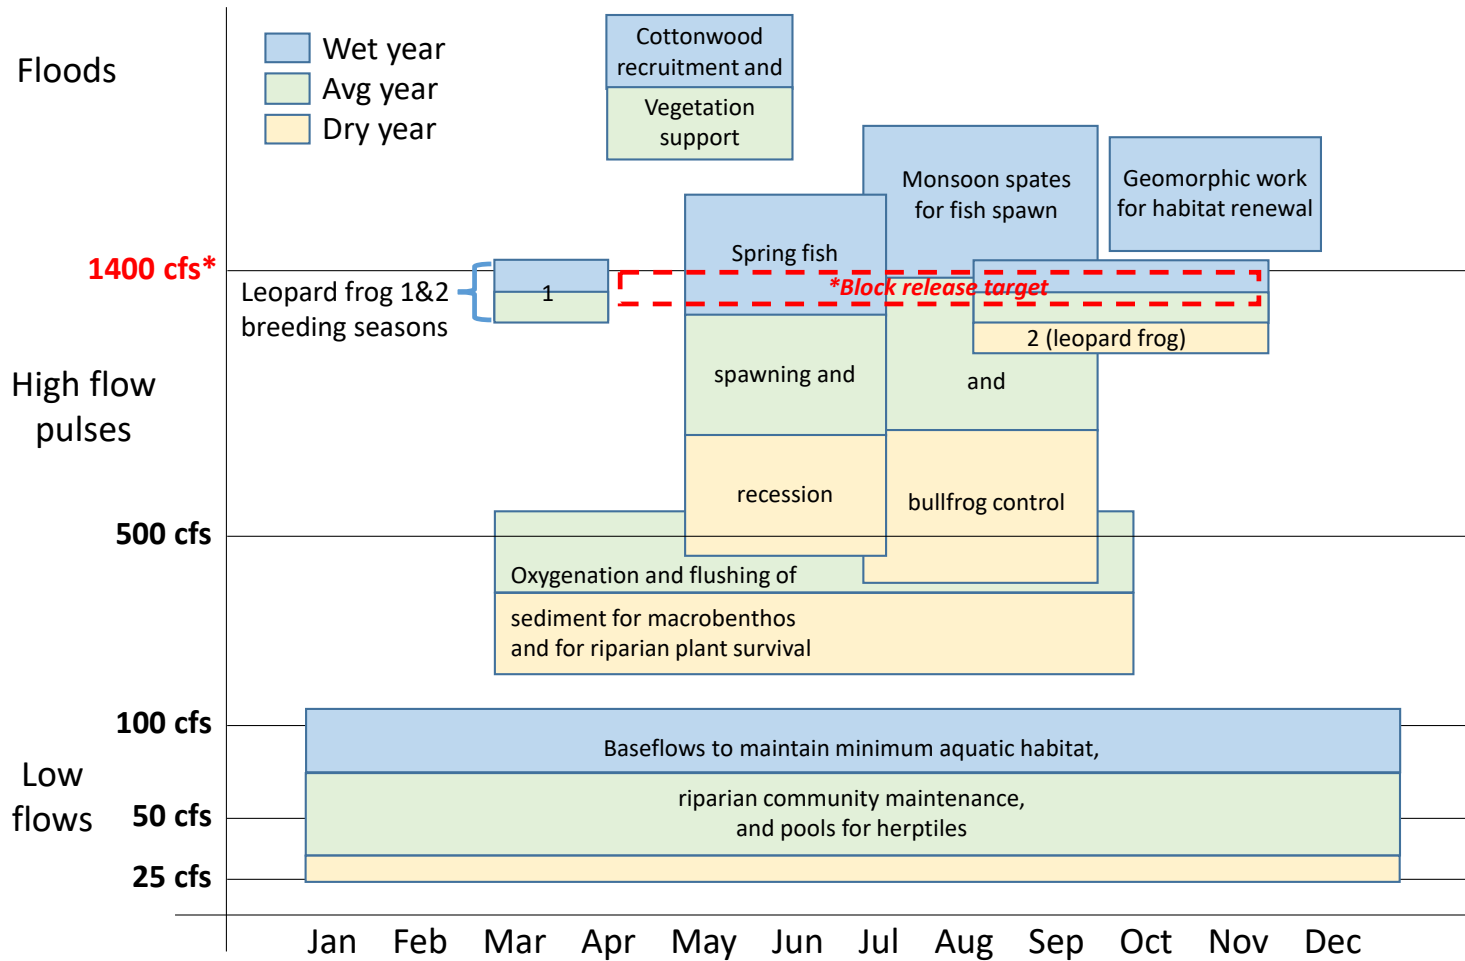 Floods
Wet year
Avg year
Dry year
Cottonwood
recruitment and
Vegetation
support
Monsoon spates
for fish spawn
Geomorphic work
for habitat renewal
1400 cfs*
Leopard frog 1&2
breeding seasons
1
Spring fish
*Block release target
2 (leopard frog)
High flow
pulses
spawning and
and
recession
bullfrog control
500 cfs
Oxygenation and flushing of
sediment for macrobenthos
and for riparian plant survival
100 cfs
Baseflows to maintain minimum aquatic habitat,
Low
flows
50 cfs
riparian community maintenance,
and pools for herptiles
25 cfs
Jan Feb Mar Apr May Jun Jul Aug Sep Oct Nov Dec